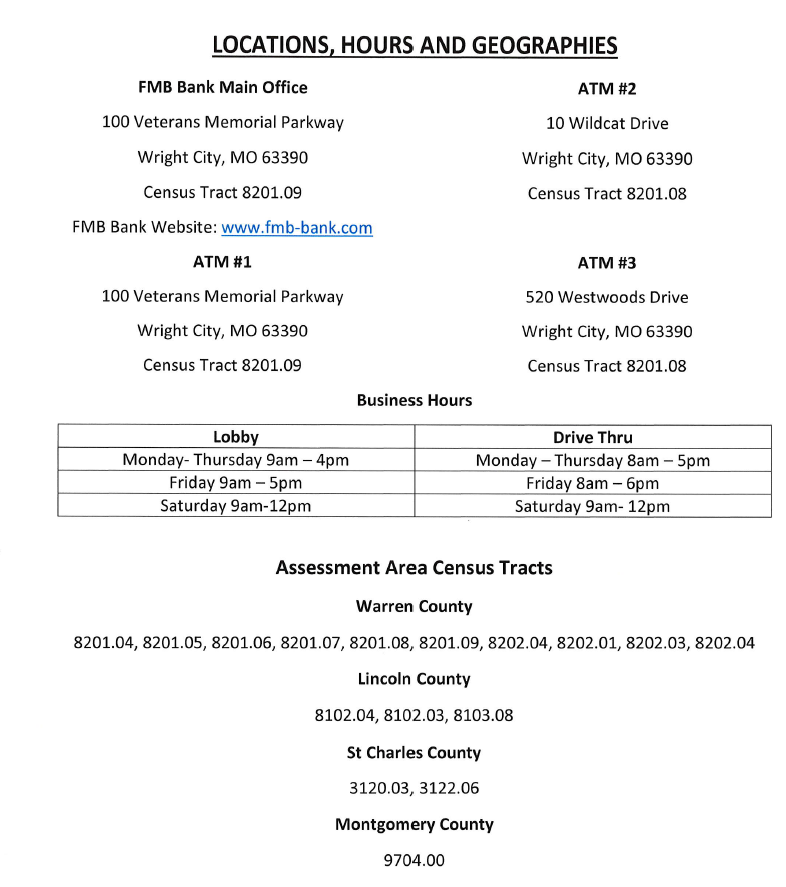 LOCATIONS, HOURS AND GEOGRAPHIES
FMB Bank Main Office
100 Veterans Memorial Parkway
Wright City, MO 63390
Census Tract 8201.09
FMB Bank Website: www.fmb-bank.com
ATM #2
10 Wildcat Drive
Wright City, MO 63390
Census Tract 8201.08
ATM #1
100 Veterans Memorial Parkway
Wright City, MO 63390
Census Tract 8201.09
ATM #3
520 Westwoods Drive
Wright City, MO 63390
Census Tract 8201.08
Business Hours
Lobby Drive Thru
Monday- Thursday 9am – 4pm Monday – Thursday 8am – 5pm
Friday 9am – 5pm Friday 8am – 6pm
Saturday 9am-12pm Saturday 9am- 12pm
Assessment Area Census Tracts
Warren County
8201.04, 8201.05, 8201.06, 8201.07, 8201.08, 8201.09, 8202.04, 8202.01, 8202.03, 8202.04
Lincoln County
8102.04, 8102.03, 8103.08
St Charles County
3120.03, 3122.06
Montgomery County
9704.00